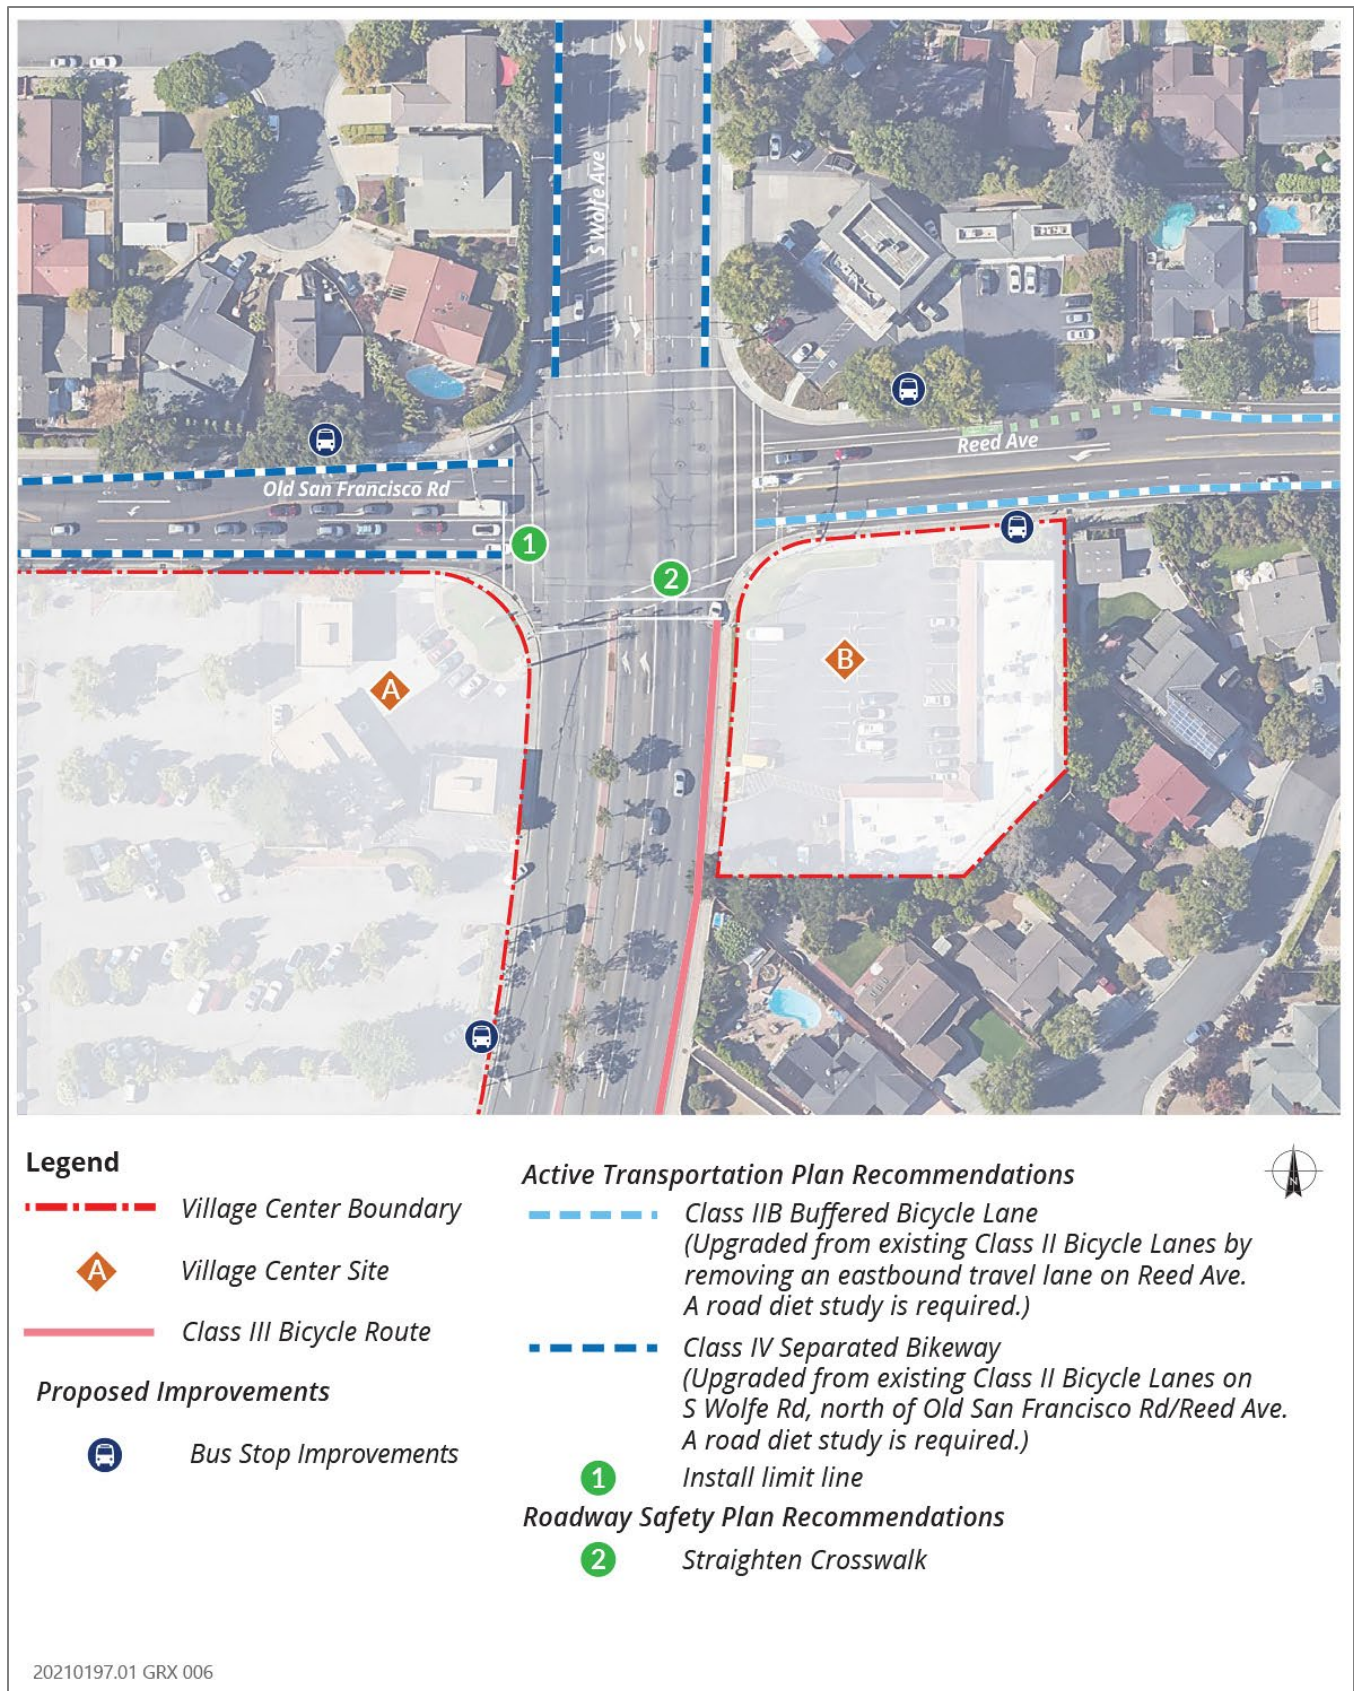 S Wolfe Ave
Reed Ave
Old San Francisco Rd
1
2
A
B
Legend
Village Center Boundary
A
Village Center Site
Class III Bicycle Route
Proposed Improvements
Bus Stop Improvements
Active Transportation Plan Recommendations
N
Class IIB Buffered Bicycle Lane
(Upgraded from existing Class II Bicycle Lanes by
removing an eastbound travel lane on Reed Ave.
A road diet study is required.)
Class IV Separated Bikeway
(Upgraded from existing Class II Bicycle Lanes on
S Wolfe Rd, north of Old San Francisco Rd/Reed Ave.
A road diet study is required.)
1
Install limit line
Roadway Safety Plan Recommendations
2
Straighten Crosswalk
20210197.01 GRX 006